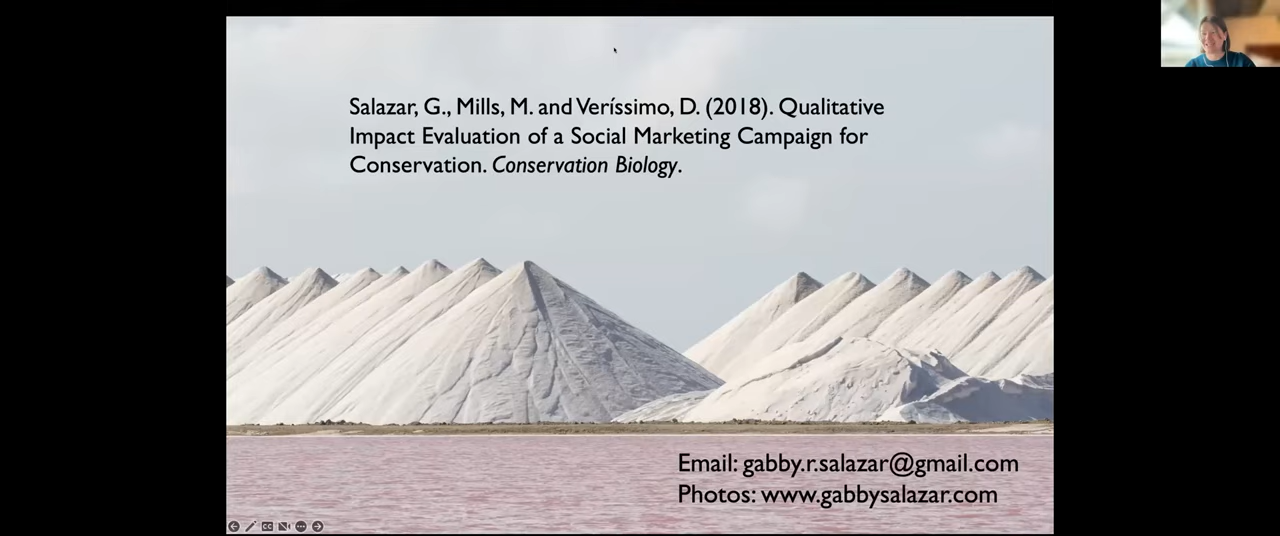 Salazar, G., Mills, M. and Veríssimo, D. (2018). Qualitative
Impact Evaluation of a Social Marketing Campaign for
Conservation. Conservation Biology.
Email: gabby.r.salazar@gmail.com
Photos: www.gabbysalazar.com
CC